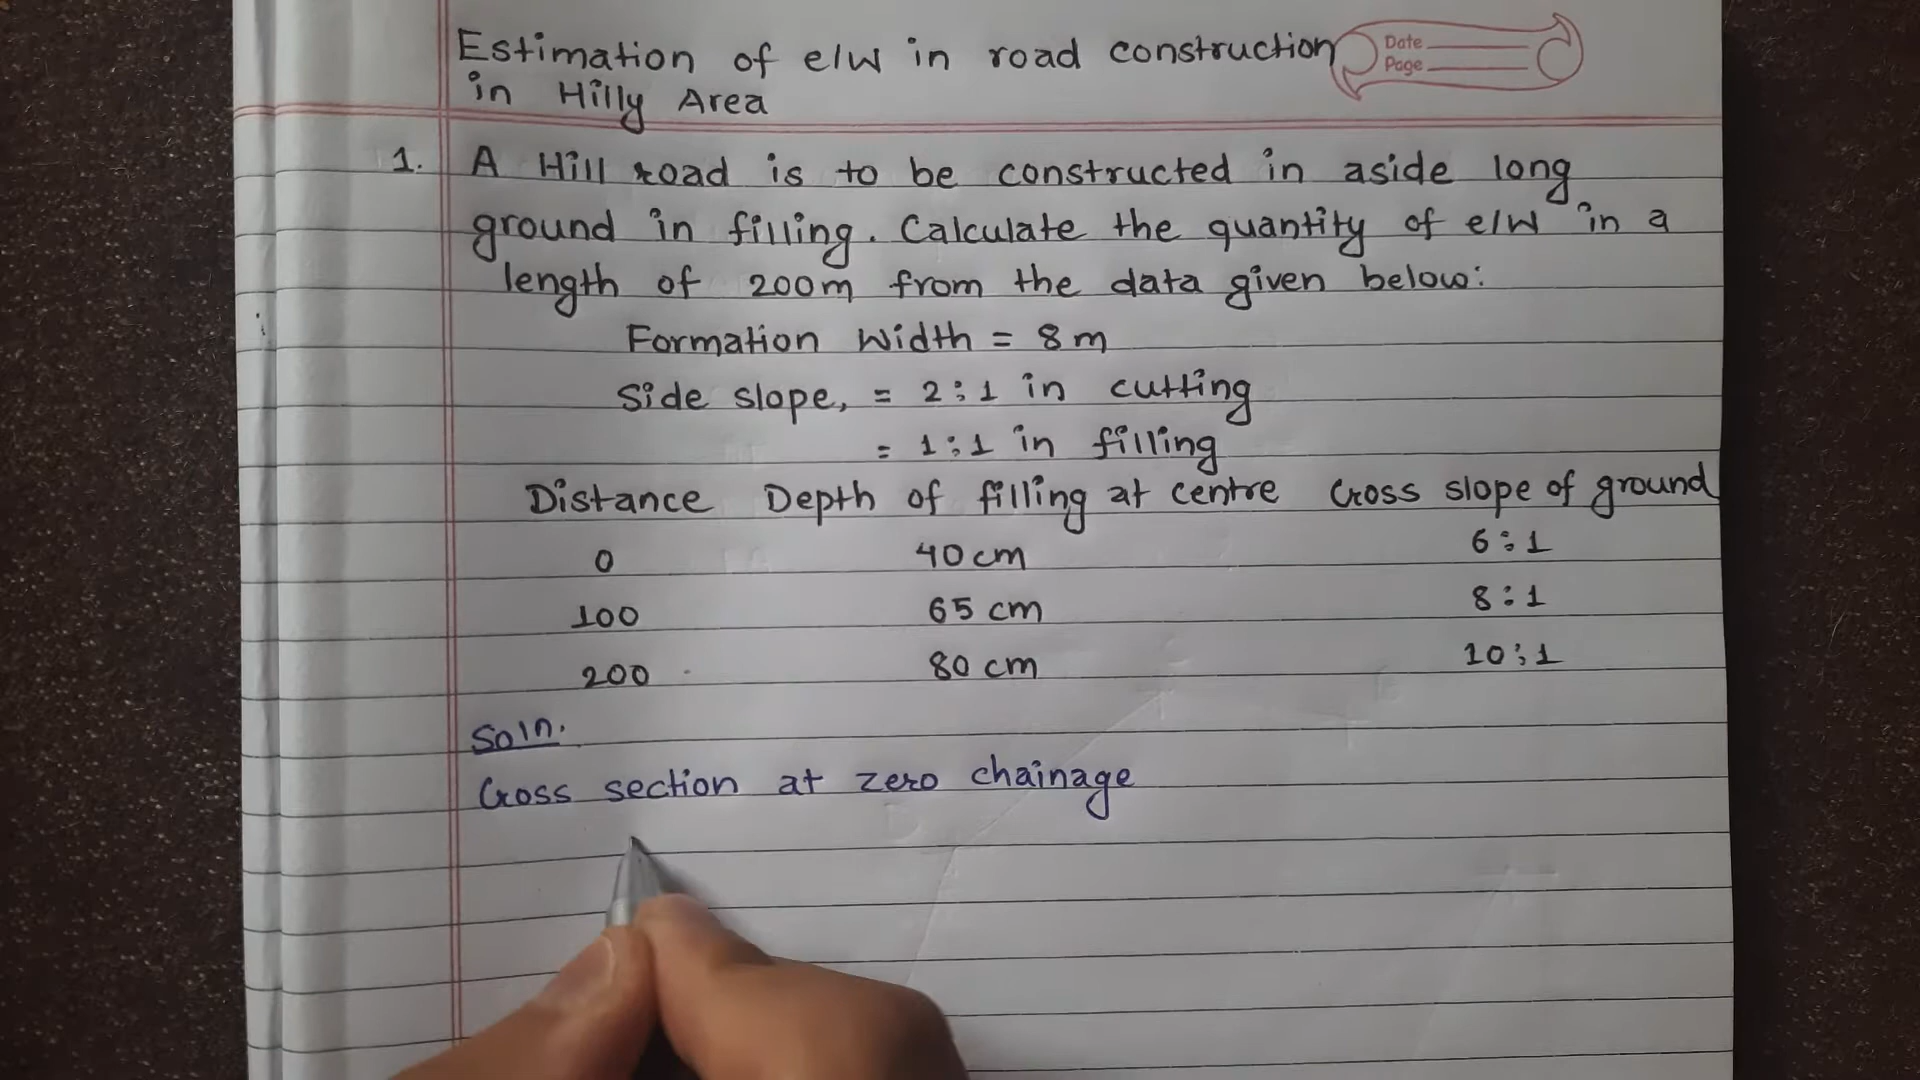 Estimation of e/w in road construction
in Hilly Area
Date
Page
1. A Hill road is to be constructed in aside long
ground in filling. Calculate the quantity of e/w in a
length of 200m from the data given below:
Formation Width = 8m
Side slope, = 2:1 in cutting
= 1:1 in filling
Distance Depth of filling at centre Cross slope of ground
0 40cm 6:1
100 65 cm 8:1
200 80 cm 10:1
Soln.
Cross section at zero chainage